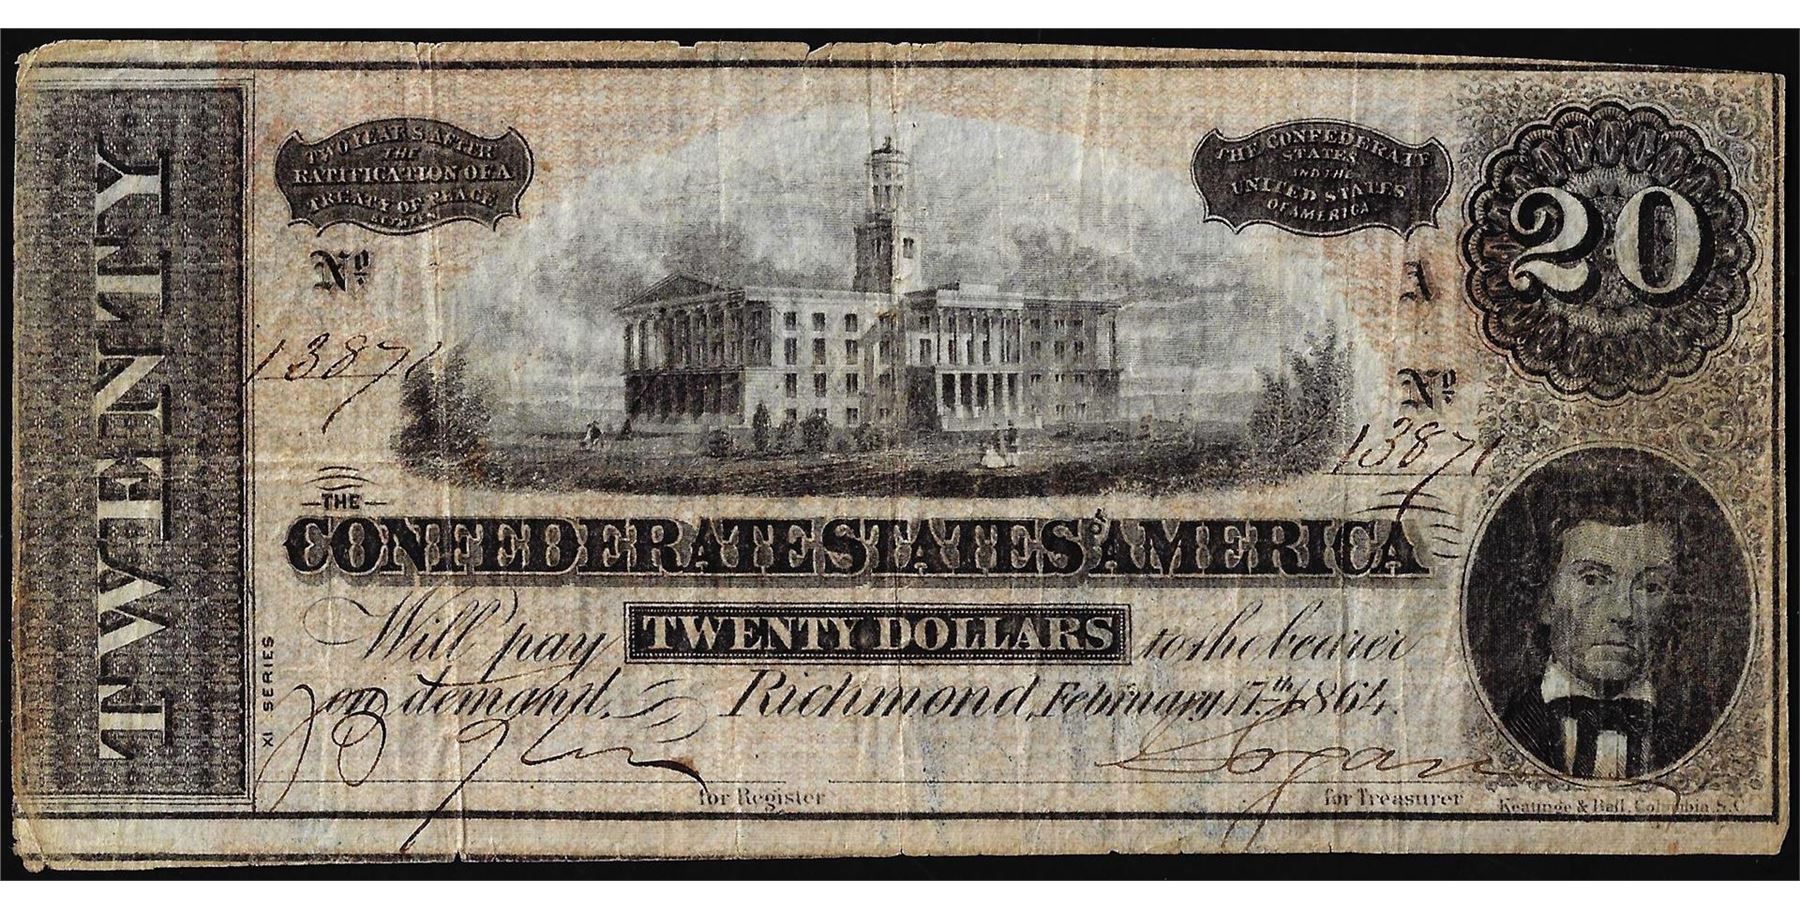 TWENTY
TWO YEARS AFTER
THE
RATIFICATION OF A
TREATY OF PEACE
BETWEEN
THE CONFEDERATE
STATES
AND THE
UNITED STATES
OF AMERICA
20
No
A
13871
No
13871
THE
CONFEDERATE STATES OF AMERICA
Will pay TWENTY DOLLARS to the bearer
on demand, Richmond, February 17th 1864.
XI SERIES
for Register
for Treasurer
Keatinge & Ball, Columbia, S.C.